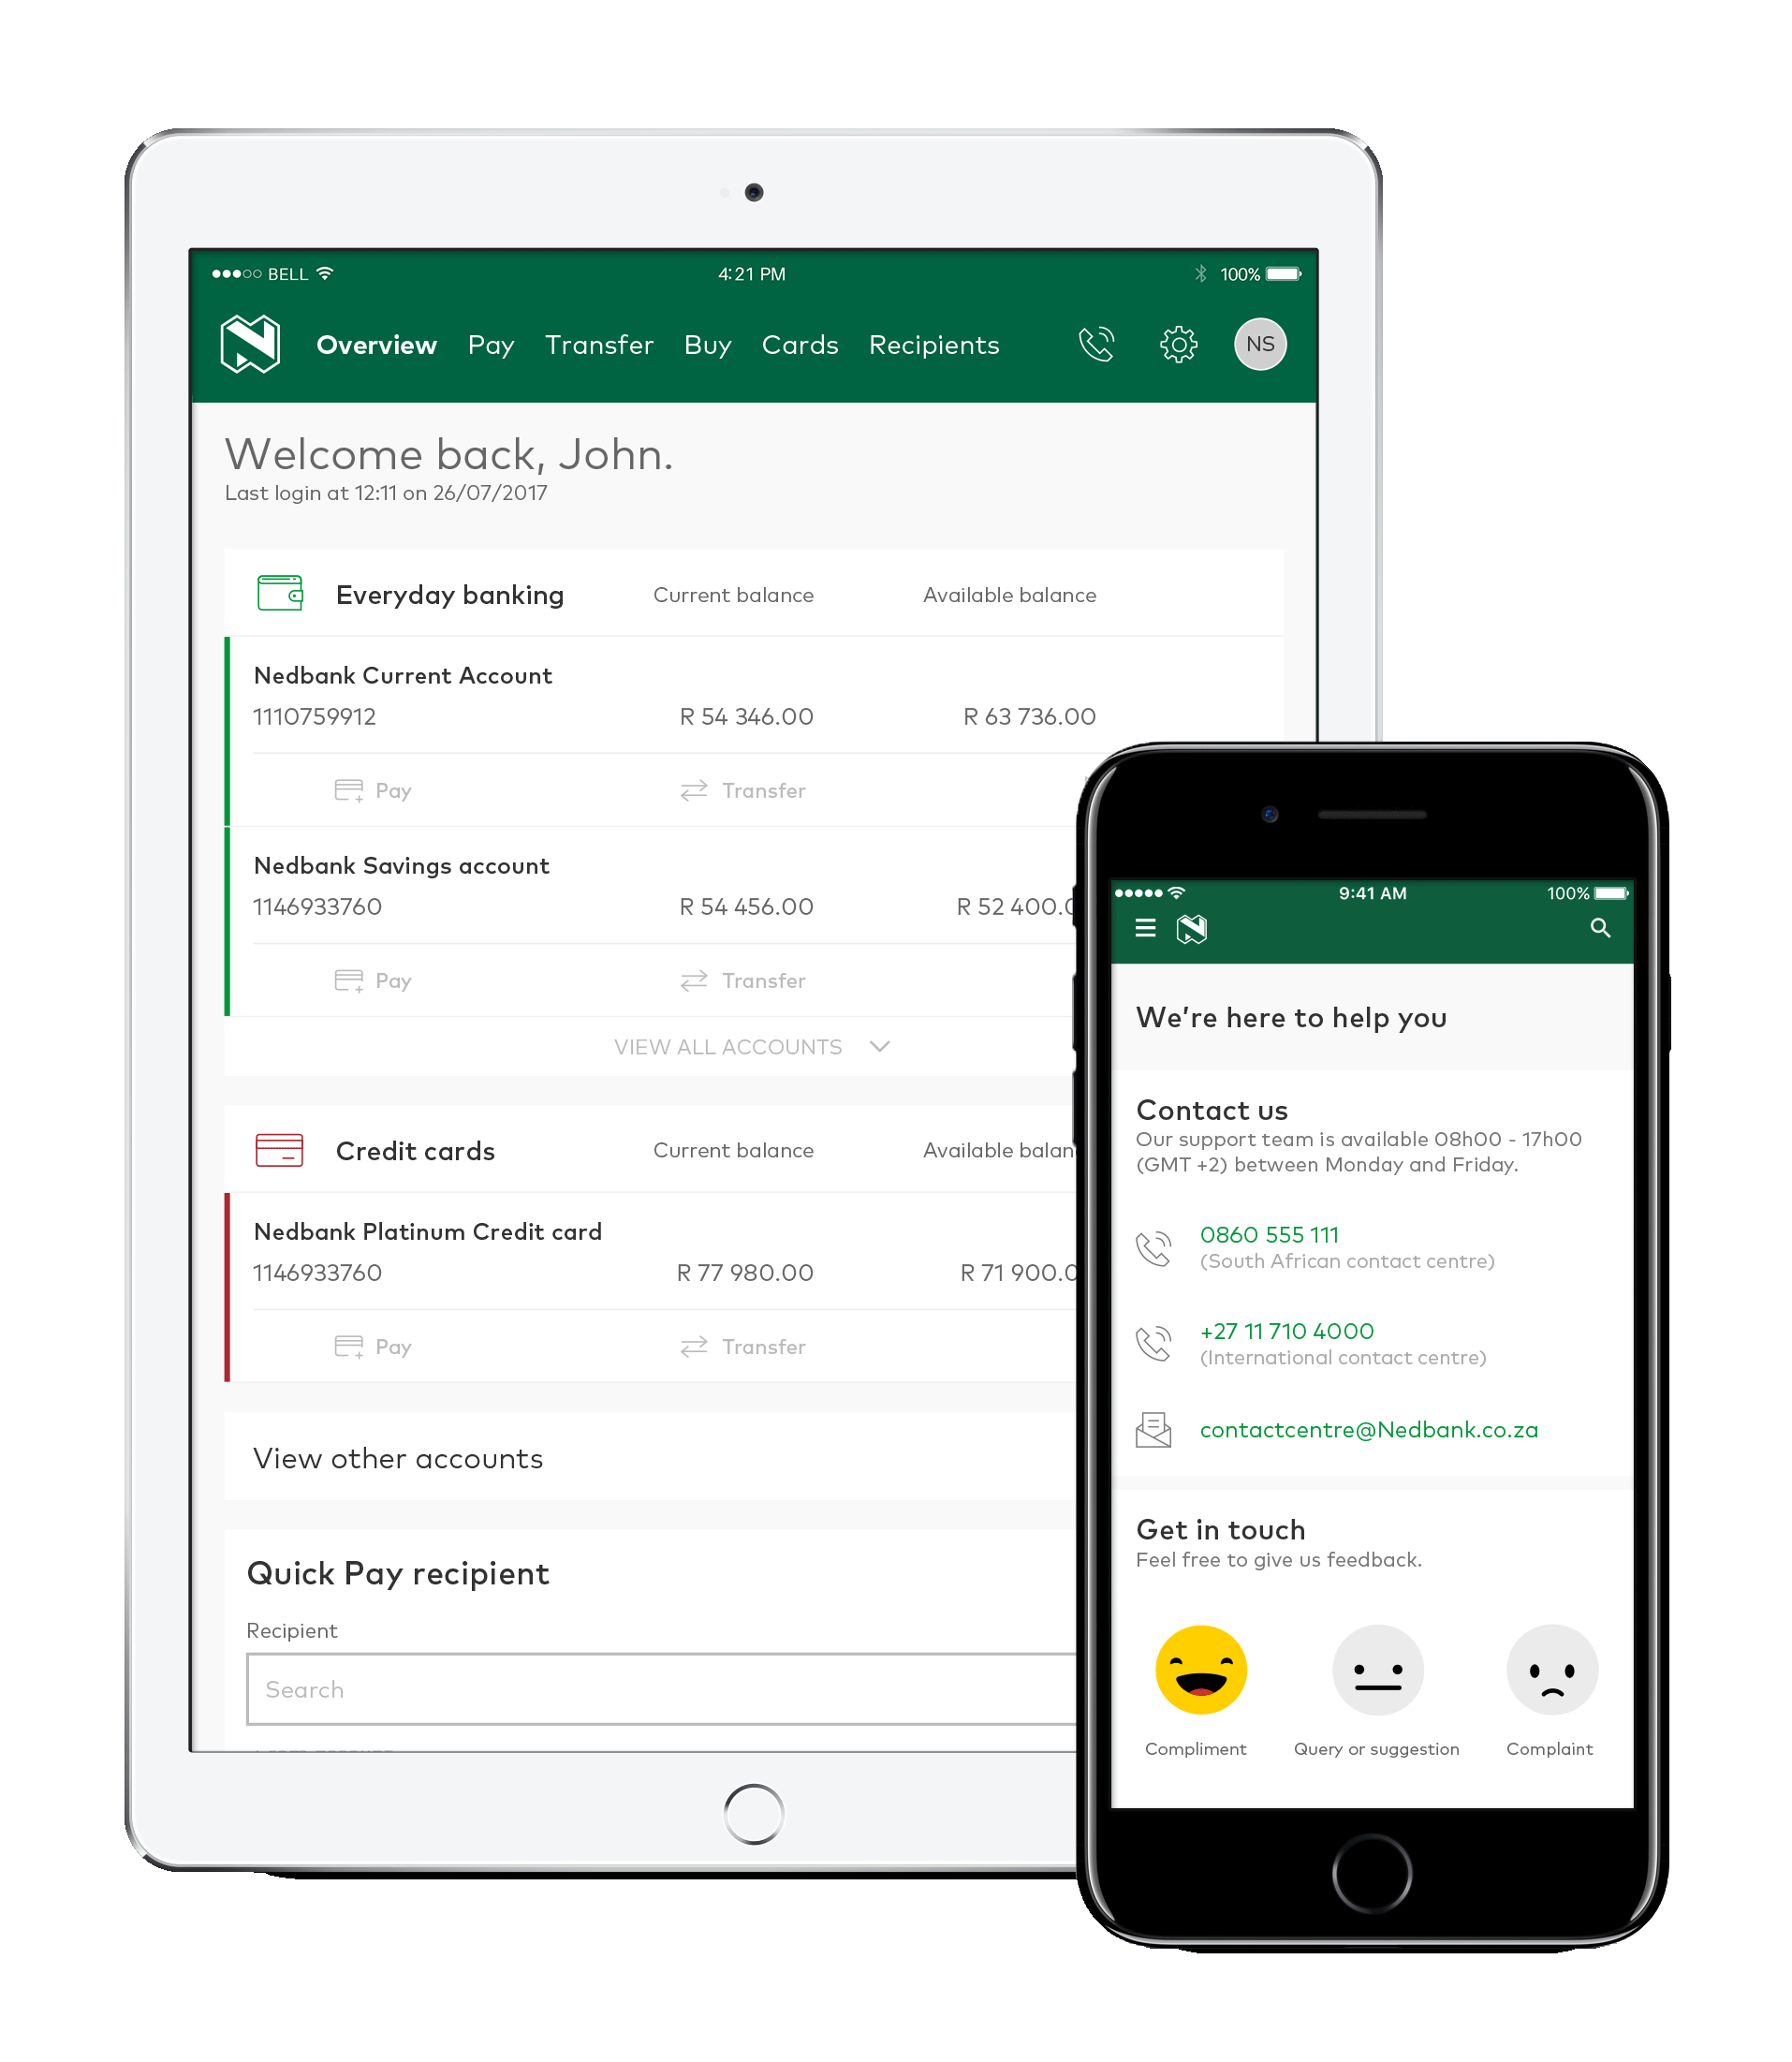 BELL
4:21 PM
100%
Overview Pay Transfer Buy Cards Recipients
NS
Welcome back, John.
Last login at 12:11 on 26/07/2017
Everyday banking Current balance Available balance
Nedbank Current Account
1110759912 R 54 346.00 R 63 736.00
Pay Transfer
Nedbank Savings account
1146933760 R 54 456.00 R 52 400.0
Pay Transfer
VIEW ALL ACCOUNTS
Credit cards Current balance Available balan
Nedbank Platinum Credit card
1146933760 R 77 980.00 R 71 900.0
Pay Transfer
View other accounts
Quick Pay recipient
Recipient
Search
9:41 AM
100%
We're here to help you
Contact us
Our support team is available 08h00 - 17h00
(GMT +2) between Monday and Friday.
0860 555 111
(South African contact centre)
+27 11 710 4000
(International contact centre)
contactcentre@Nedbank.co.za
Get in touch
Feel free to give us feedback.
Compliment Query or suggestion Complaint